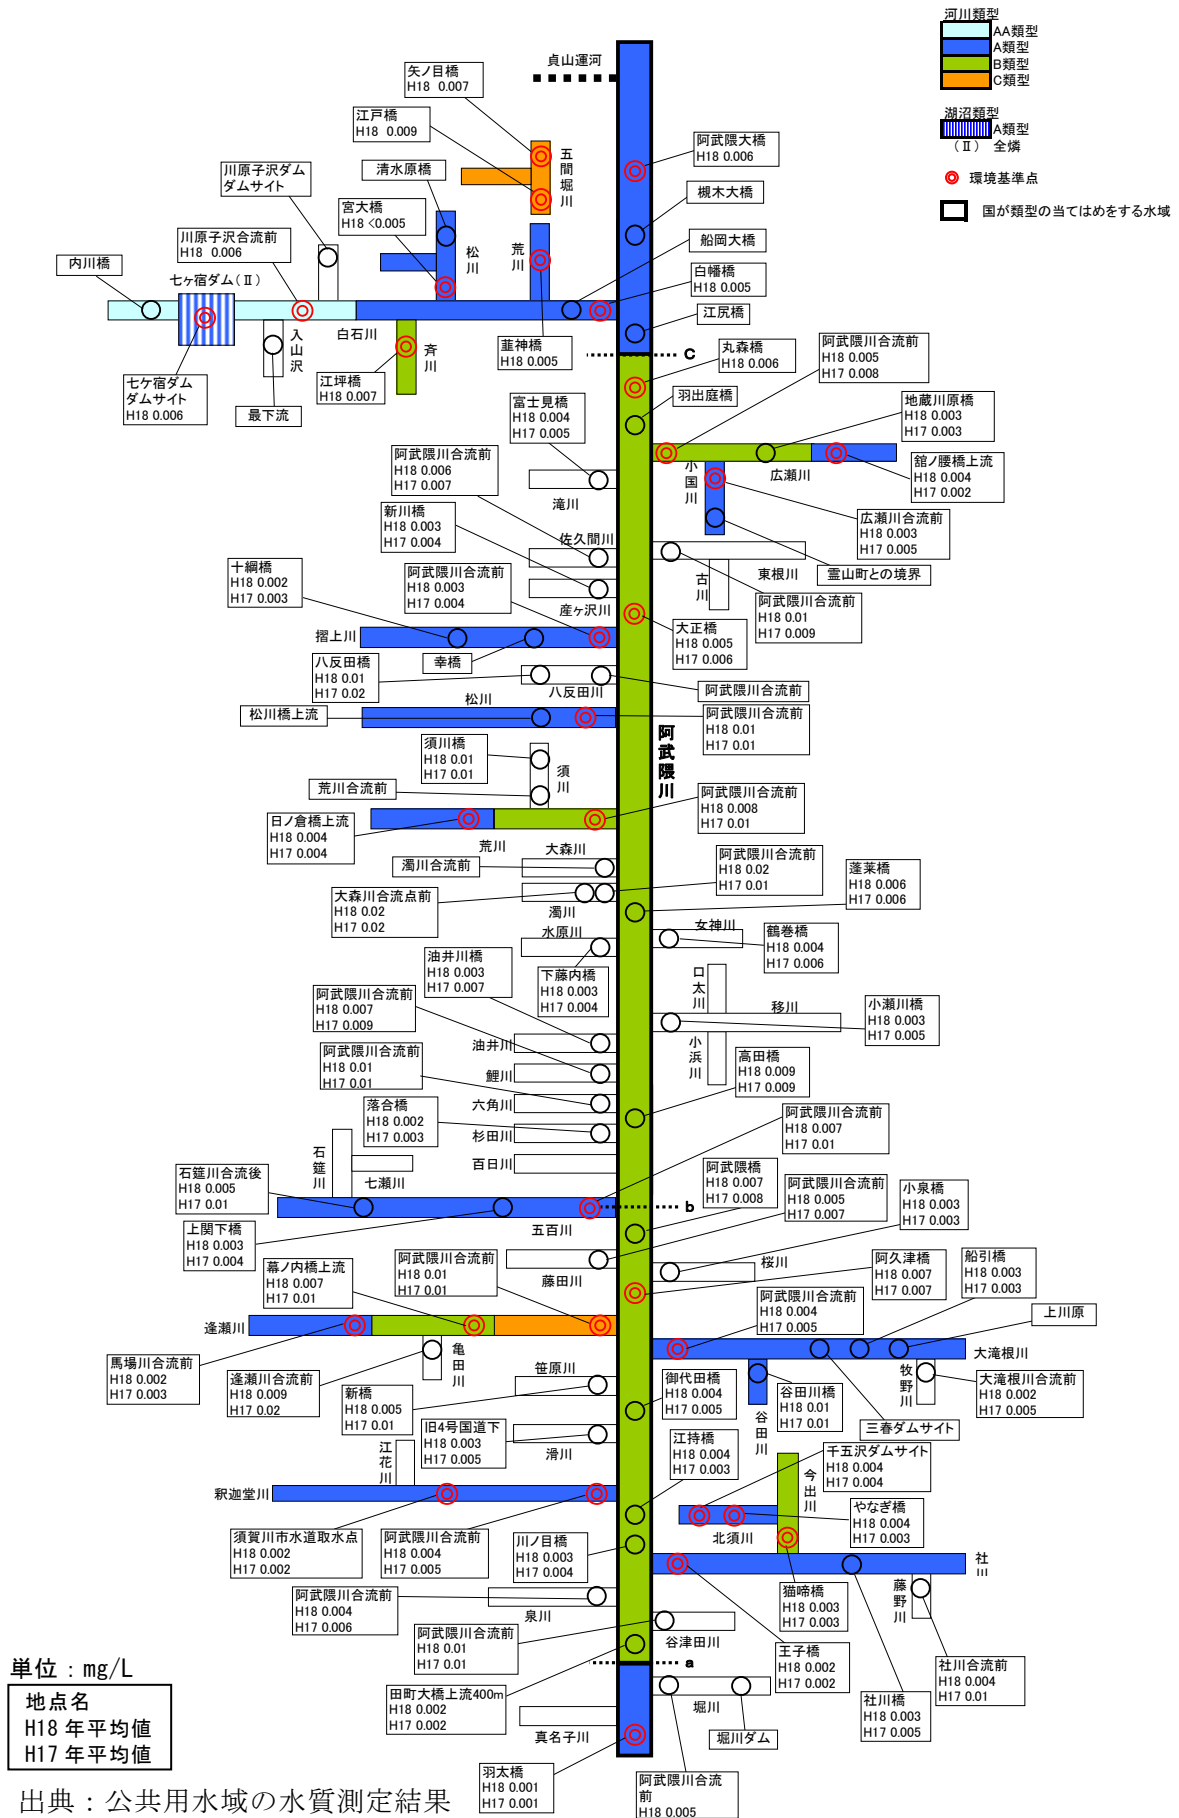 河川類型
AA類型
A類型
B類型
C類型
湖沼類型
A類型
(Ⅱ) 全燐
環境基準点
国が類型の当てはめをする水域
貞山運河
矢ノ目橋
H18 0.007
江戸橋
H18 0.009
五間堀川
清水原橋
川原子沢ダム
ダムサイト
宮大橋
H18 <0.005
川原子沢合流前
H18 0.006
内川橋
七ヶ宿ダム(Ⅱ)
松川
荒川
阿武隈大橋
H18 0.006
槻木大橋
船岡大橋
白幡橋
H18 0.005
江尻橋
入山沢
白石川
斉川
韮神橋
H18 0.005
七ケ宿ダム
ダムサイト
H18 0.006
最下流
江坪橋
H18 0.007
c
丸森橋
H18 0.006
羽出庭橋
阿武隈川合流前
H18 0.005
H17 0.008
地蔵川原橋
H18 0.003
H17 0.003
富士見橋
H18 0.004
H17 0.005
阿武隈川合流前
H18 0.006
H17 0.007
滝川
小国川
広瀬川
舘ノ腰橋上流
H18 0.004
H17 0.002
新川橋
H18 0.003
H17 0.004
佐久間川
広瀬川合流前
H18 0.003
H17 0.005
十綱橋
H18 0.002
H17 0.003
阿武隈川合流前
H18 0.003
H17 0.004
産ヶ沢川
古川
東根川
霊山町との境界
阿武隈川合流前
H18 0.01
H17 0.009
大正橋
H18 0.005
H17 0.006
摺上川
幸橋
八反田橋
H18 0.01
H17 0.02
八反田川
阿武隈川合流前
松川
松川橋上流
阿武隈川合流前
H18 0.01
H17 0.01
阿武隈川
須川橋
H18 0.01
H17 0.01
須川
荒川合流前
阿武隈川合流前
H18 0.008
H17 0.01
日ノ倉橋上流
H18 0.004
H17 0.004
荒川
大森川
濁川合流前
阿武隈川合流前
H18 0.02
H17 0.01
蓬莱橋
H18 0.006
H17 0.006
大森川合流点前
H18 0.02
H17 0.02
濁川
水原川
女神川
鶴巻橋
H18 0.004
H17 0.006
油井川橋
H18 0.003
H17 0.007
下藤内橋
H18 0.003
H17 0.004
口太川
移川
小浜川
小瀬川橋
H18 0.003
H17 0.005
阿武隈川合流前
H18 0.007
H17 0.009
油井川
阿武隈川合流前
H18 0.01
H17 0.01
鯉川
高田橋
H18 0.009
H17 0.009
落合橋
H18 0.002
H17 0.003
六角川
杉田川
百日川
阿武隈川合流前
H18 0.007
H17 0.01
石筵川
七瀬川
石筵川合流後
H18 0.005
H17 0.01
阿武隈橋
H18 0.007
H17 0.008
阿武隈川合流前
H18 0.005
H17 0.007
小泉橋
H18 0.003
H17 0.003
b
上関下橋
H18 0.003
H17 0.004
五百川
藤田川
桜川
幕ノ内橋上流
H18 0.007
H17 0.01
阿武隈川合流前
H18 0.01
H17 0.01
阿久津橋
H18 0.007
H17 0.007
船引橋
H18 0.003
H17 0.003
阿武隈川合流前
H18 0.004
H17 0.005
上川原
逢瀬川
大滝根川
馬場川合流前
H18 0.002
H17 0.003
亀田川
逢瀬川合流前
H18 0.009
H17 0.02
笹原川
新橋
H18 0.005
H17 0.01
御代田橋
H18 0.004
H17 0.005
谷田川
谷田川橋
H18 0.01
H17 0.01
牧野川
大滝根川合流前
H18 0.002
H17 0.005
三春ダムサイト
旧4号国道下
H18 0.003
H17 0.005
滑川
江持橋
H18 0.004
H17 0.003
千五沢ダムサイト
H18 0.004
H17 0.004
江花川
釈迦堂川
今出川
北須川
やなぎ橋
H18 0.004
H17 0.003
須賀川市水道取水点
H18 0.002
H17 0.002
阿武隈川合流前
H18 0.004
H17 0.005
川ノ目橋
H18 0.003
H17 0.004
社川
猫啼橋
H18 0.003
H17 0.003
藤野川
阿武隈川合流前
H18 0.004
H17 0.006
泉川
阿武隈川合流前
H18 0.01
H17 0.01
谷津田川
王子橋
H18 0.002
H17 0.002
社川合流前
H18 0.004
H17 0.01
a
田町大橋上流400m
H18 0.002
H17 0.002
堀川
社川橋
H18 0.003
H17 0.005
真名子川
堀川ダム
羽太橋
H18 0.001
H17 0.001
阿武隈川合流
前
H18 0.005
単位：mg/L
地点名
H18 年平均値
H17 年平均値
出典：公共用水域の水質測定結果